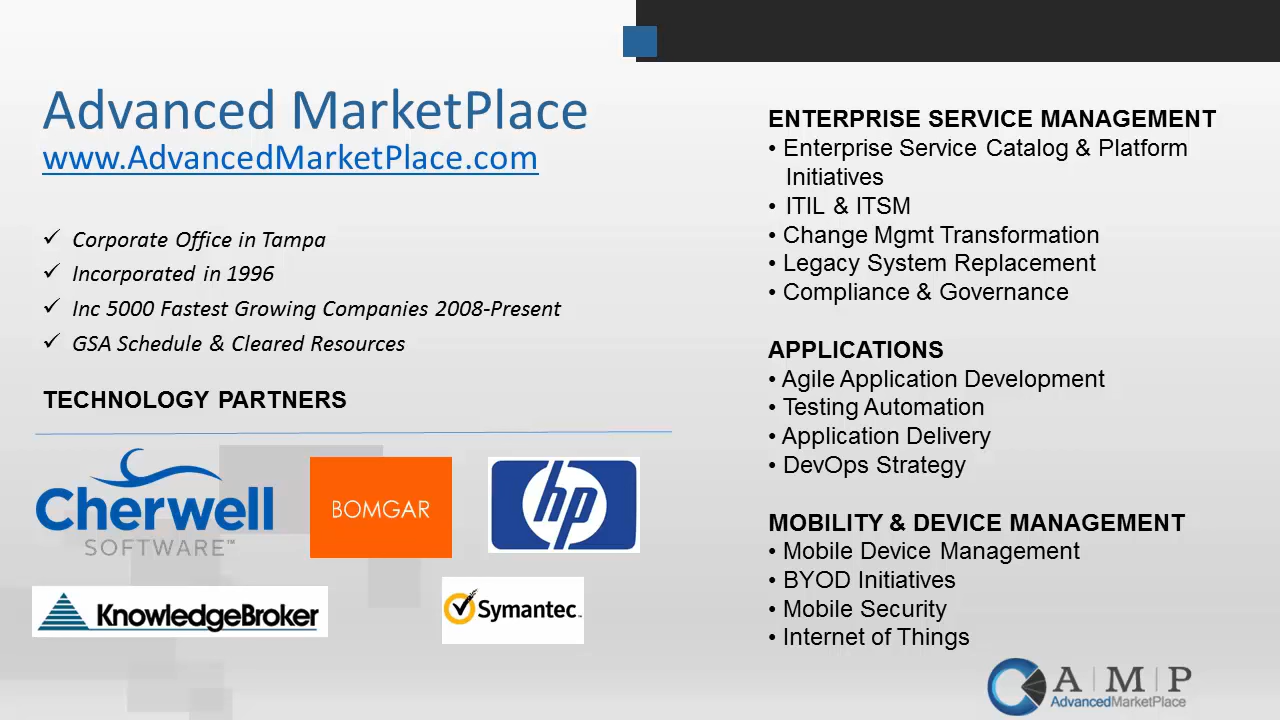 Advanced MarketPlace
www.AdvancedMarketPlace.com
✓ Corporate Office in Tampa
✓ Incorporated in 1996
✓ Inc 5000 Fastest Growing Companies 2008-Present
✓ GSA Schedule & Cleared Resources
TECHNOLOGY PARTNERS
Cherwell
SOFTWARE™
BOMGAR
hp
KnowledgeBroker
Symantec™
ENTERPRISE SERVICE MANAGEMENT
• Enterprise Service Catalog & Platform
Initiatives
• ITIL & ITSM
• Change Mgmt Transformation
• Legacy System Replacement
• Compliance & Governance
APPLICATIONS
• Agile Application Development
• Testing Automation
• Application Delivery
• DevOps Strategy
MOBILITY & DEVICE MANAGEMENT
• Mobile Device Management
• BYOD Initiatives
• Mobile Security
• Internet of Things
A | M | P
AdvancedMarketPlace